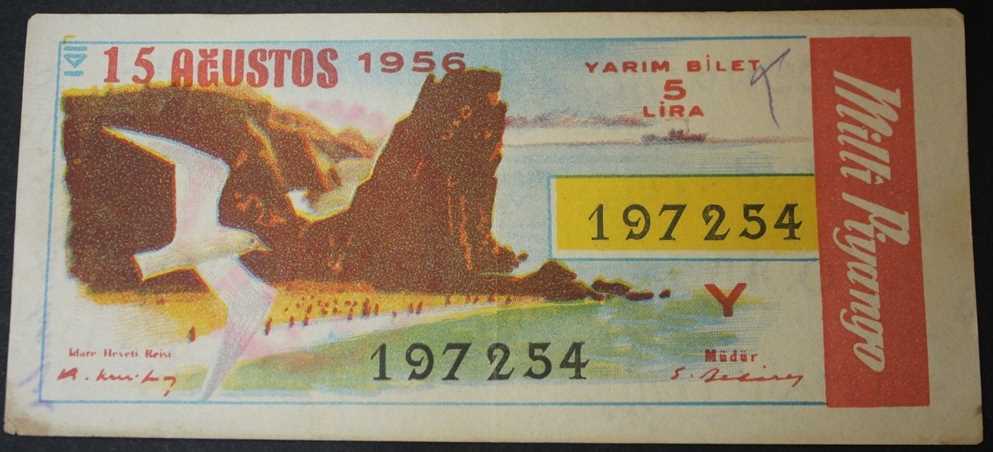 15 AĞUSTOS 1956
YARIM BİLET
5
LİRA
197254
Y
İdare Heyeti Reisi
197254
Müdür
Milli Piyango